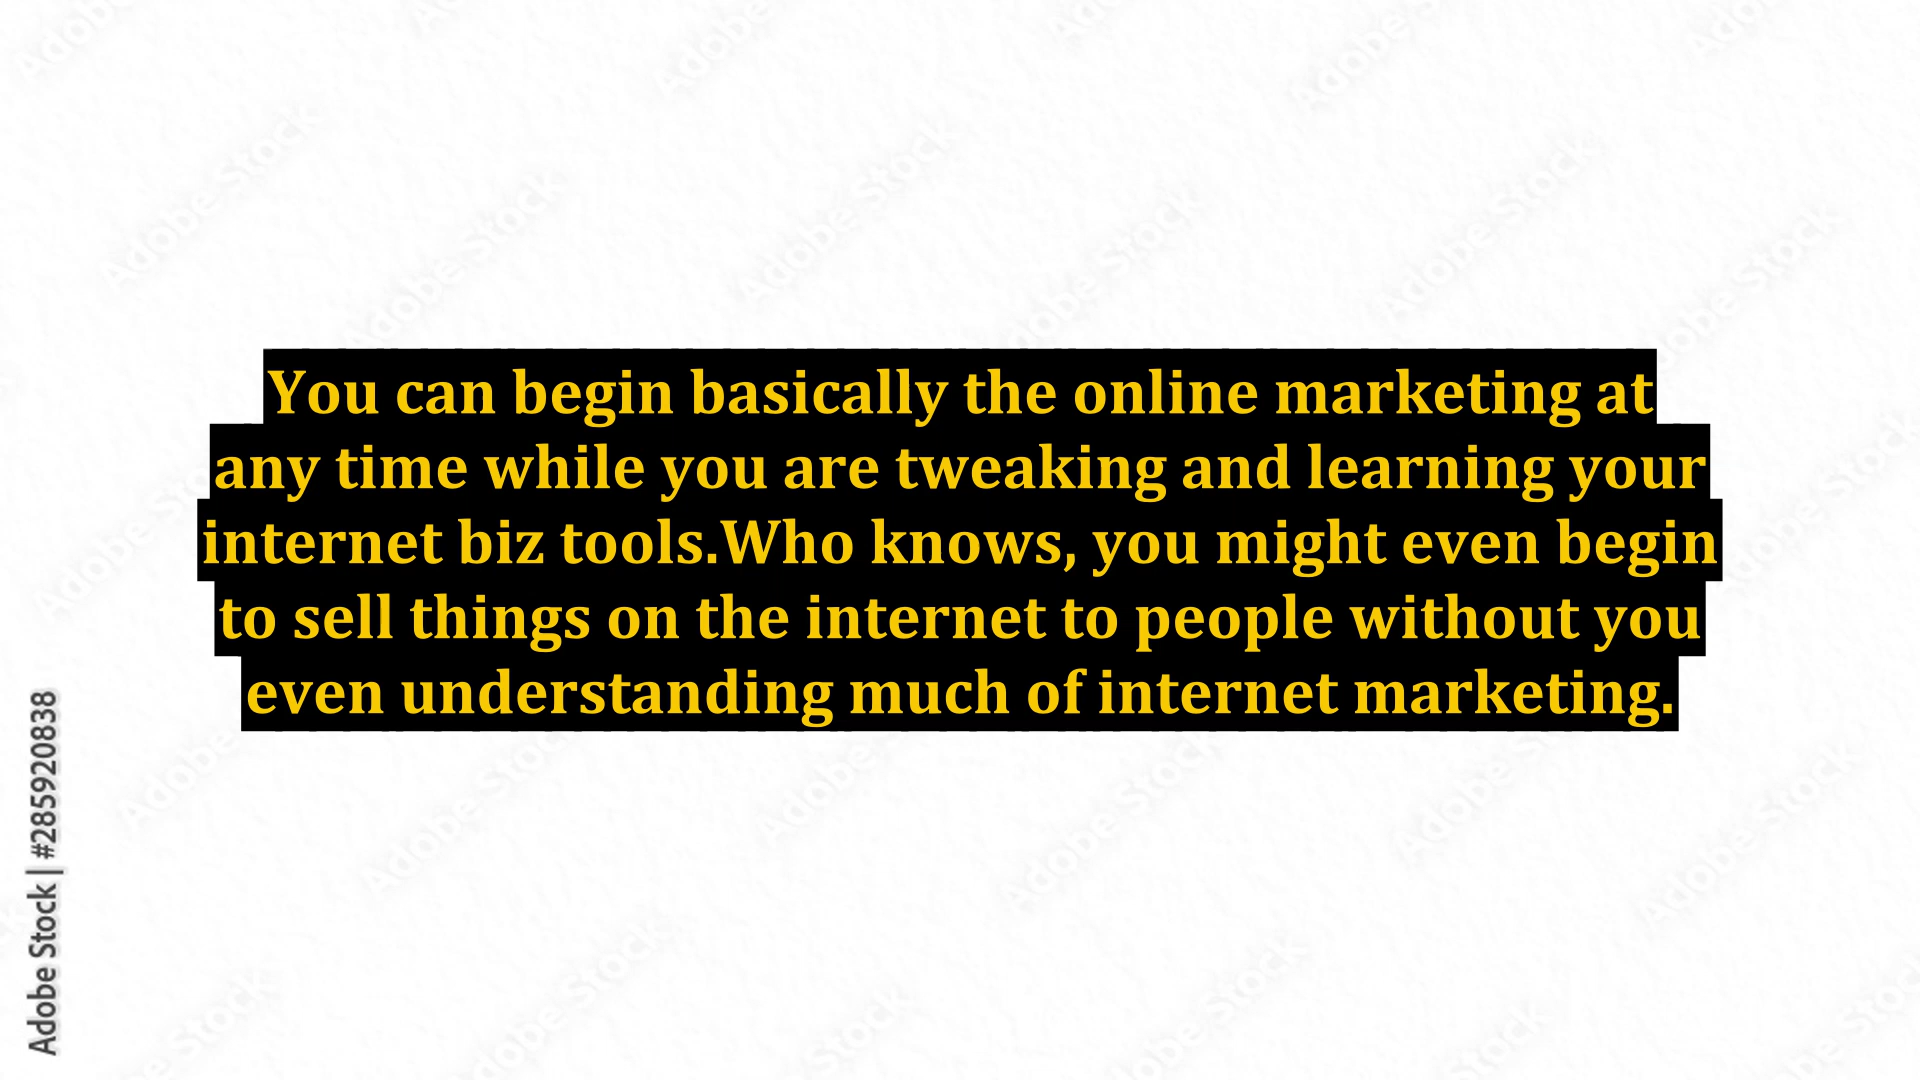 You can begin basically the online marketing at
any time while you are tweaking and learning your
internet biz tools.Who knows, you might even begin
to sell things on the internet to people without you
even understanding much of internet marketing.
Adobe Stock | #285920838